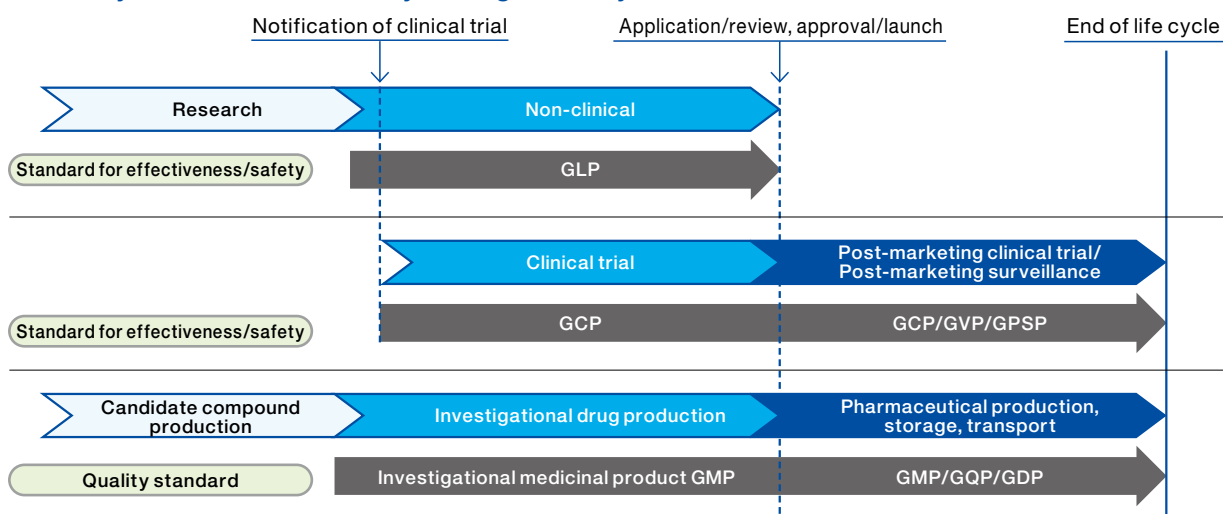 Notification of clinical trial
Application/review, approval/launch
End of life cycle
Research
Non-clinical
Standard for effectiveness/safety
GLP
Clinical trial
Post-marketing clinical trial/
Post-marketing surveillance
Standard for effectiveness/safety
GCP
GCP/GVP/GPSP
Candidate compound
production
Investigational drug production
Pharmaceutical production,
storage, transport
Quality standard
Investigational medicinal product GMP
GMP/GQP/GDP